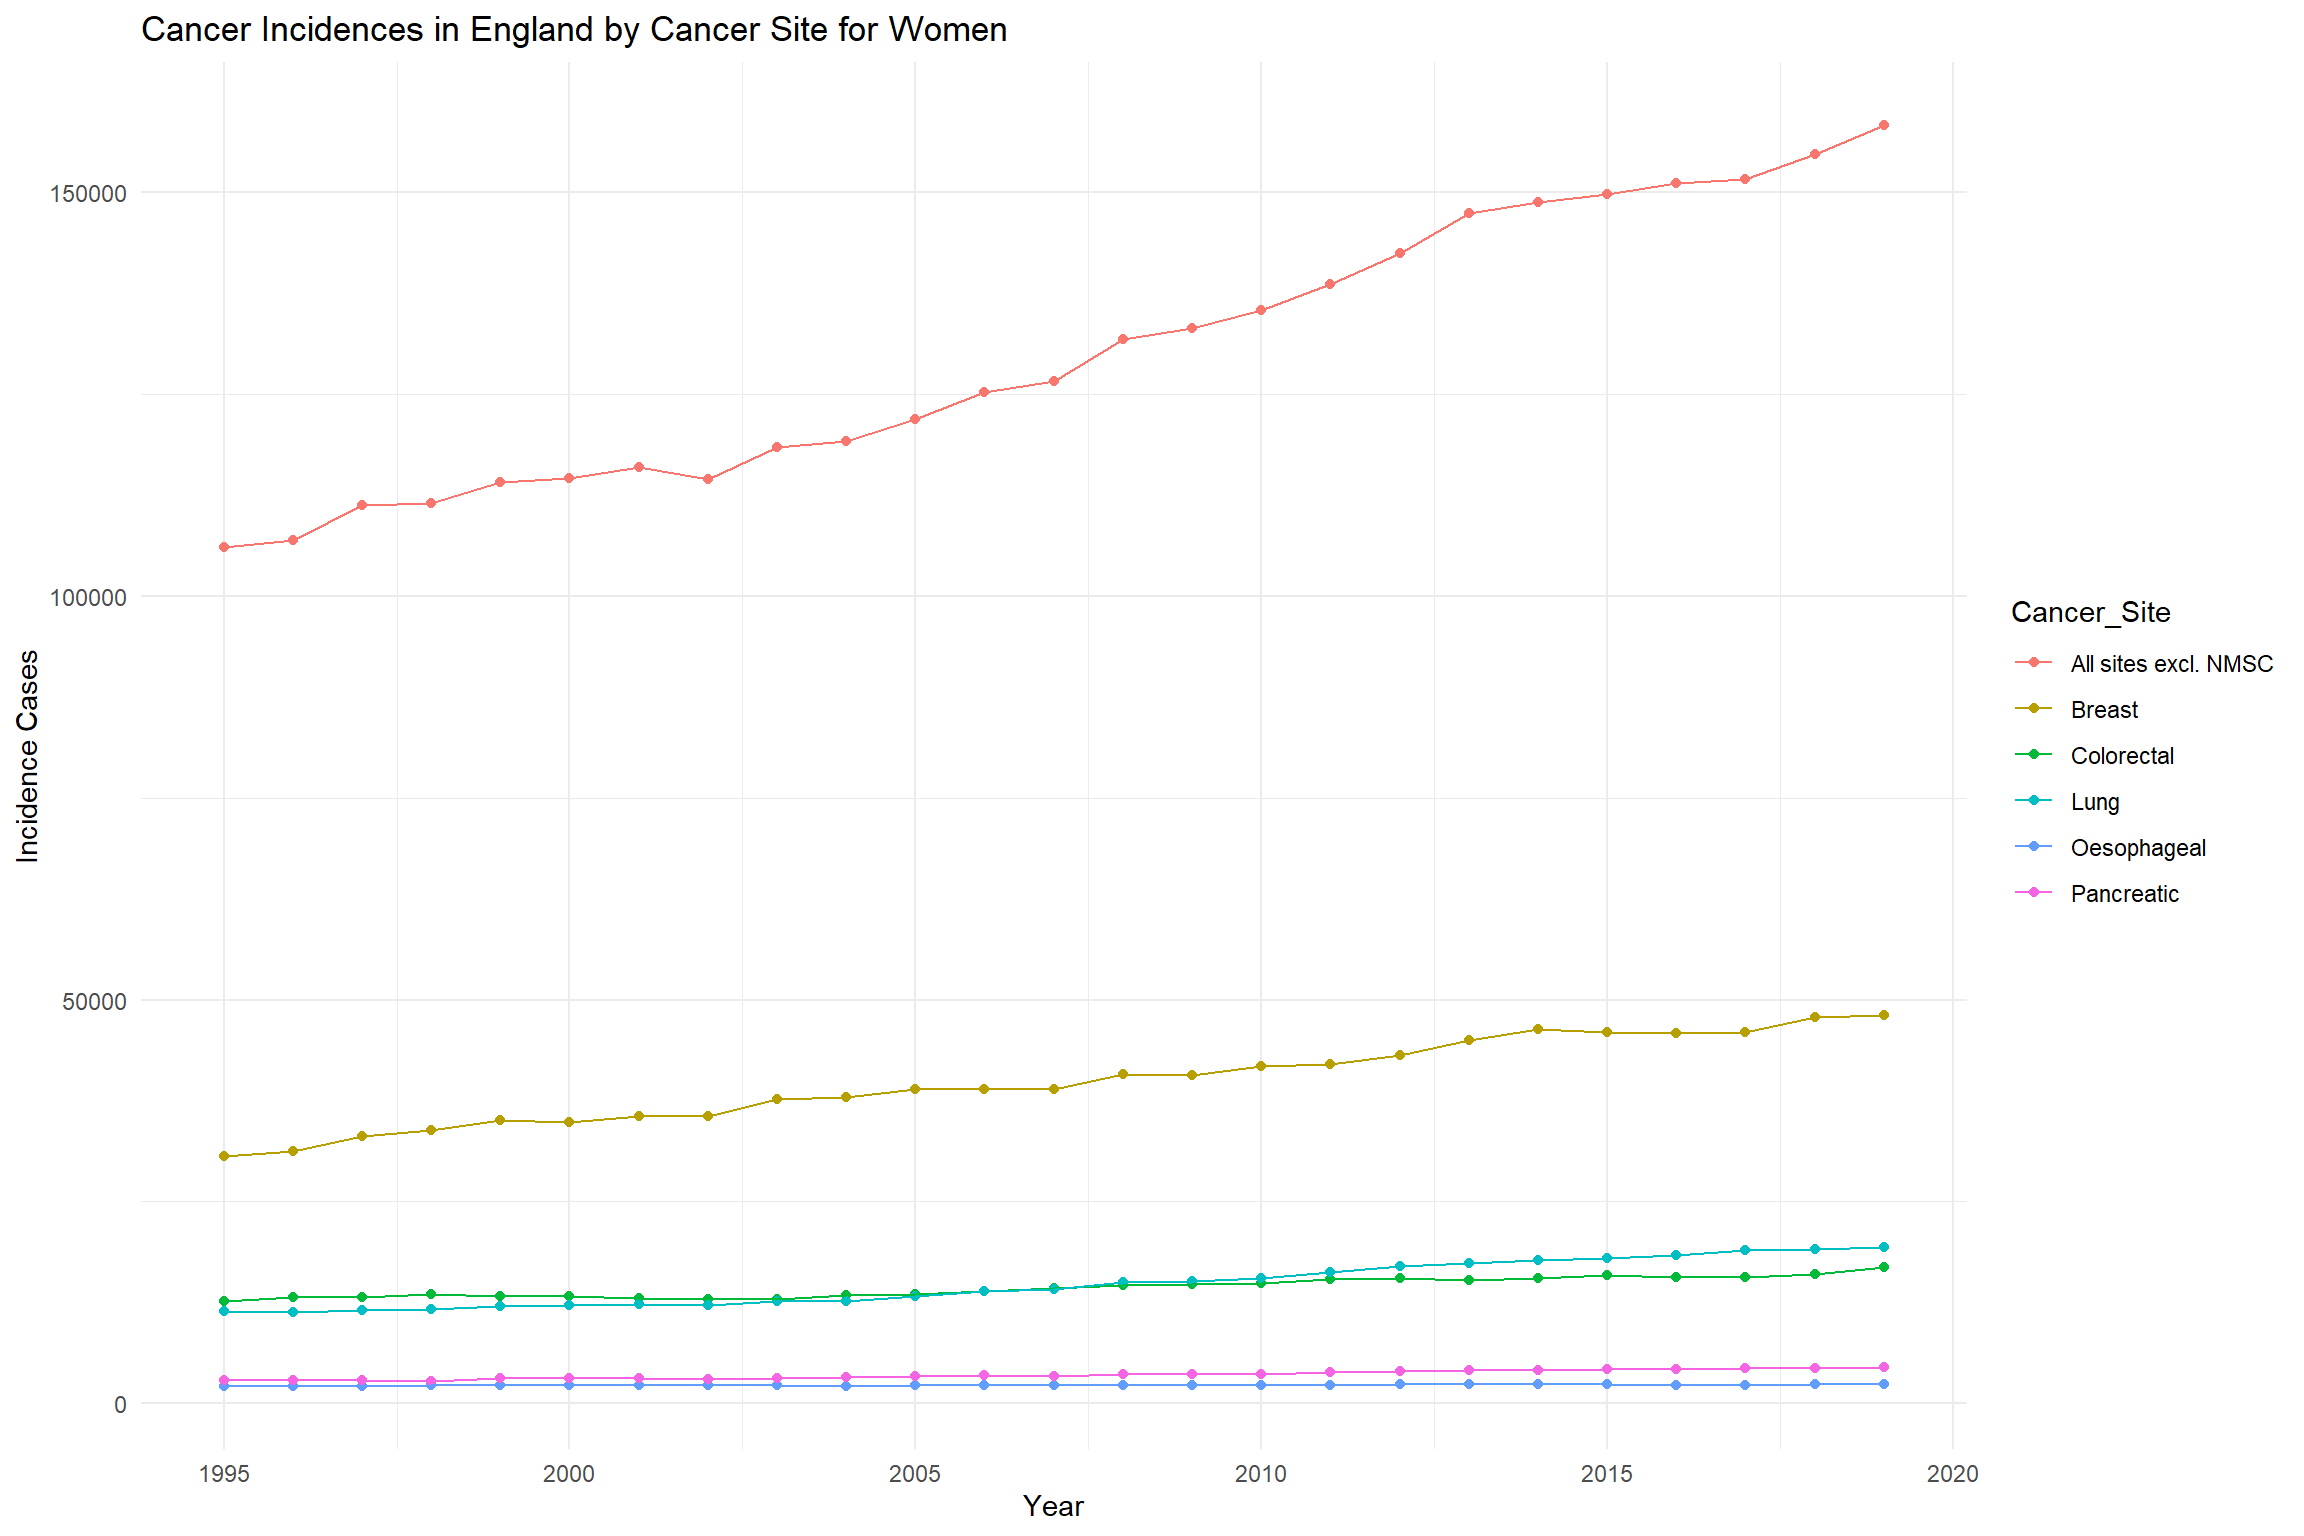 Cancer Incidences in England by Cancer Site for Women
150000
100000
50000
0
Incidence Cases
1995
2000
2005
2010
2015
2020
Year
Cancer_Site
All sites excl. NMSC
Breast
Colorectal
Lung
Oesophageal
Pancreatic